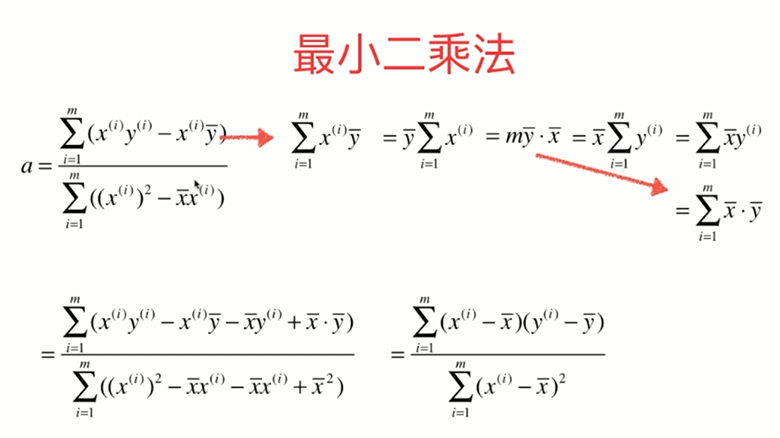 最小二乘法
a = \frac{\sum_{i=1}^{m} (x^{(i)} y^{(i)} - x^{(i)} \overline{y})}{\sum_{i=1}^{m} ((x^{(i)})^2 - \overline{x} x^{(i)})}
\sum_{i=1}^{m} x^{(i)} \overline{y} = \overline{y} \sum_{i=1}^{m} x^{(i)} = m \overline{y} \cdot \overline{x} = \overline{x} \sum_{i=1}^{m} y^{(i)} = \sum_{i=1}^{m} \overline{x} y^{(i)}
= \sum_{i=1}^{m} \overline{x} \cdot \overline{y}
= \frac{\sum_{i=1}^{m} (x^{(i)} y^{(i)} - x^{(i)} \overline{y} - \overline{x} y^{(i)} + \overline{x} \cdot \overline{y})}{\sum_{i=1}^{m} ((x^{(i)})^2 - \overline{x} x^{(i)} - \overline{x} x^{(i)} + \overline{x}^2)} = \frac{\sum_{i=1}^{m} (x^{(i)} - \overline{x})(y^{(i)} - \overline{y})}{\sum_{i=1}^{m} (x^{(i)} - \overline{x})^2}